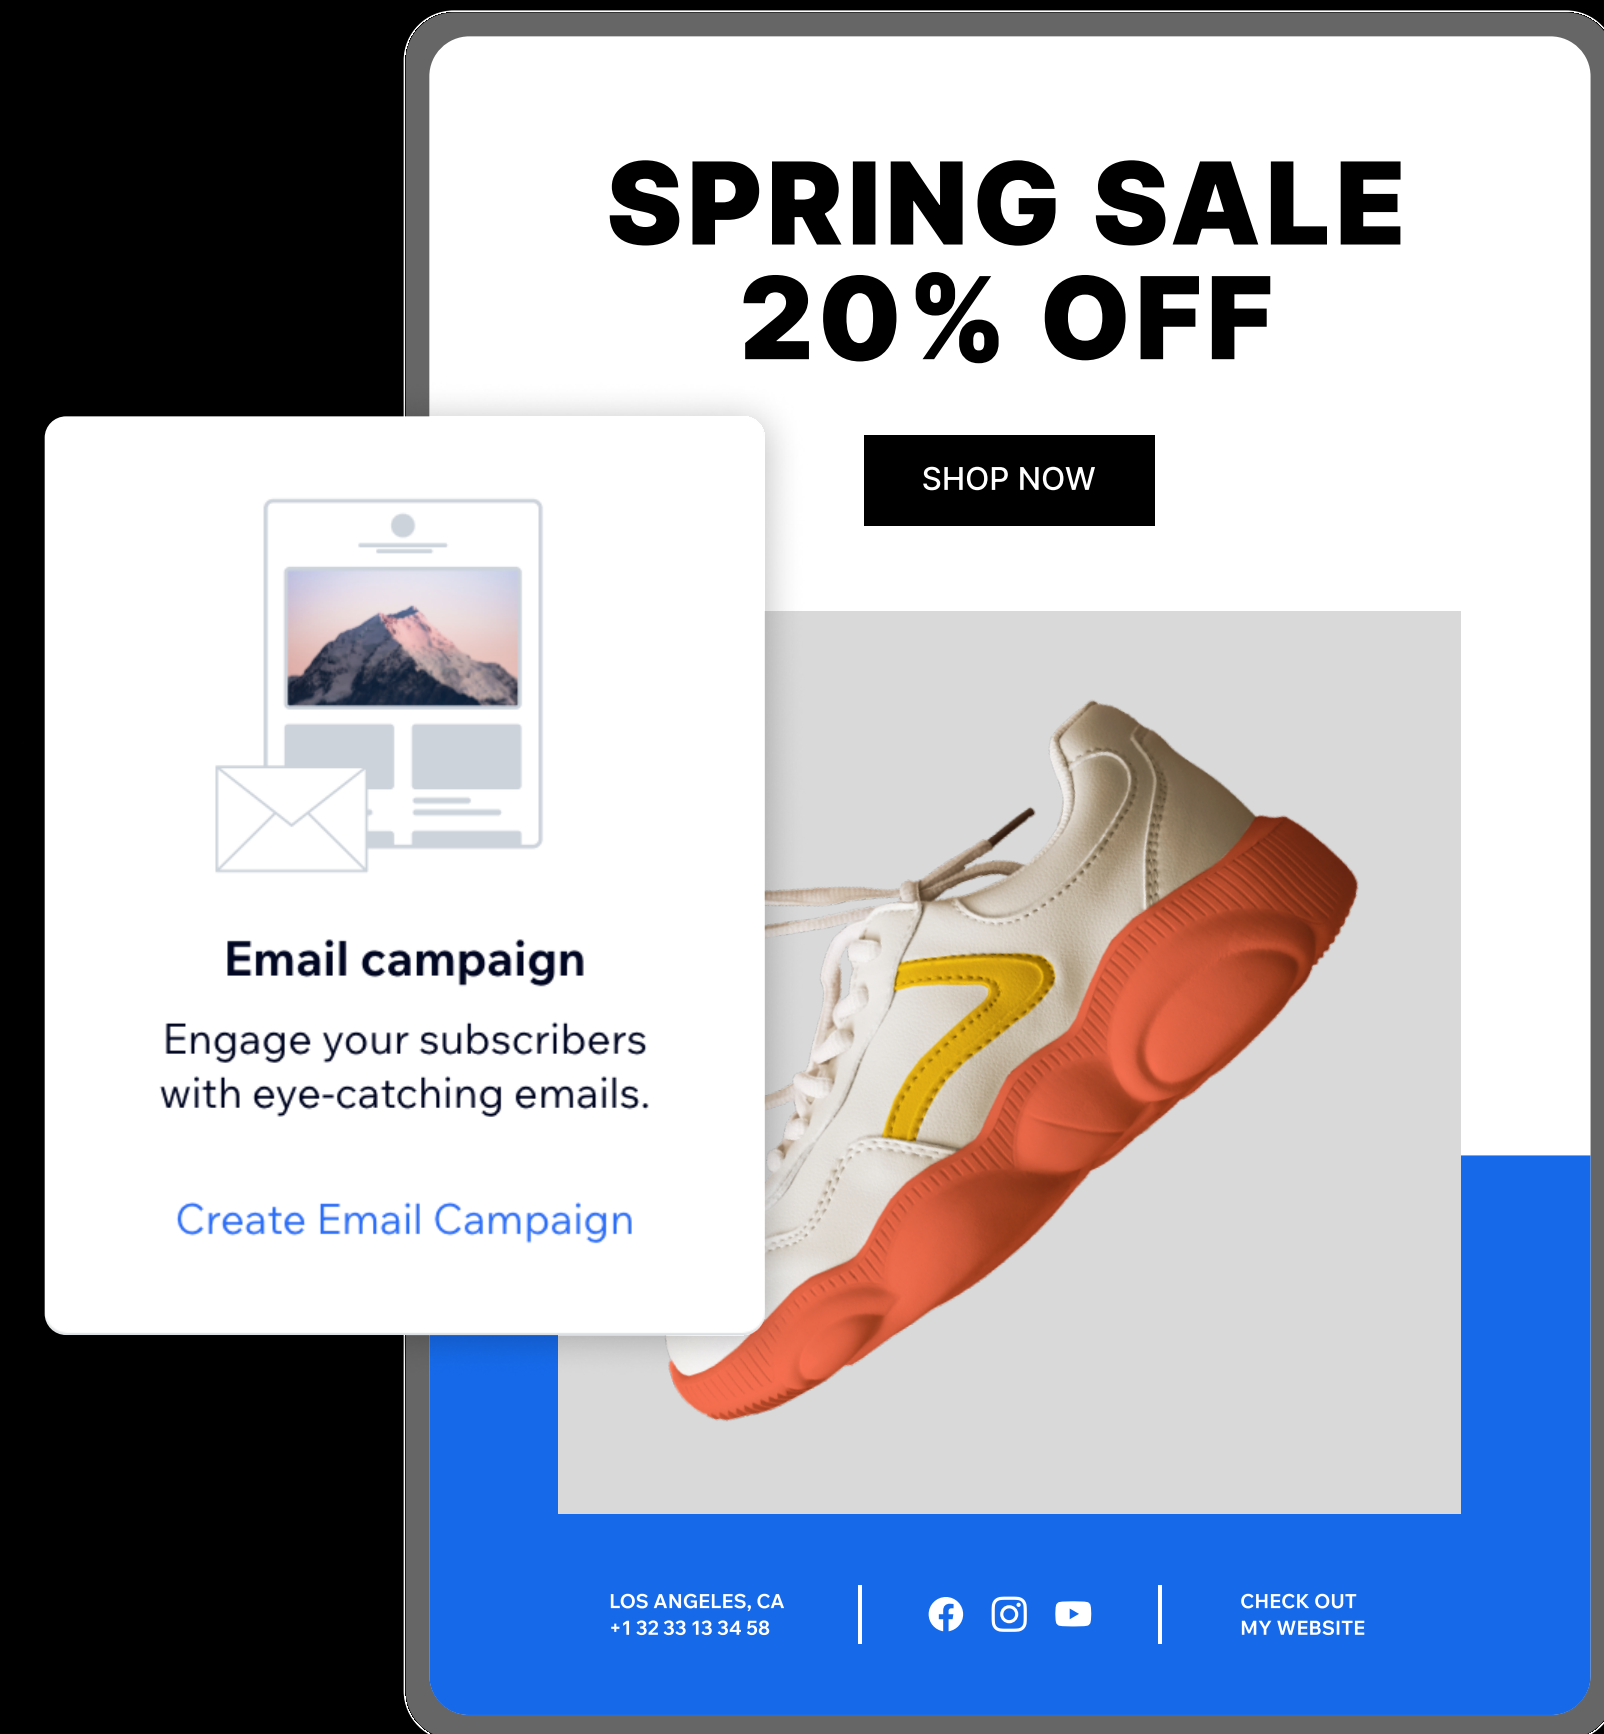 SPRING SALE
20% OFF
SHOP NOW
Email campaign
Engage your subscribers
with eye-catching emails.
Create Email Campaign
LOS ANGELES, CA
+1 32 33 13 34 58
CHECK OUT
MY WEBSITE